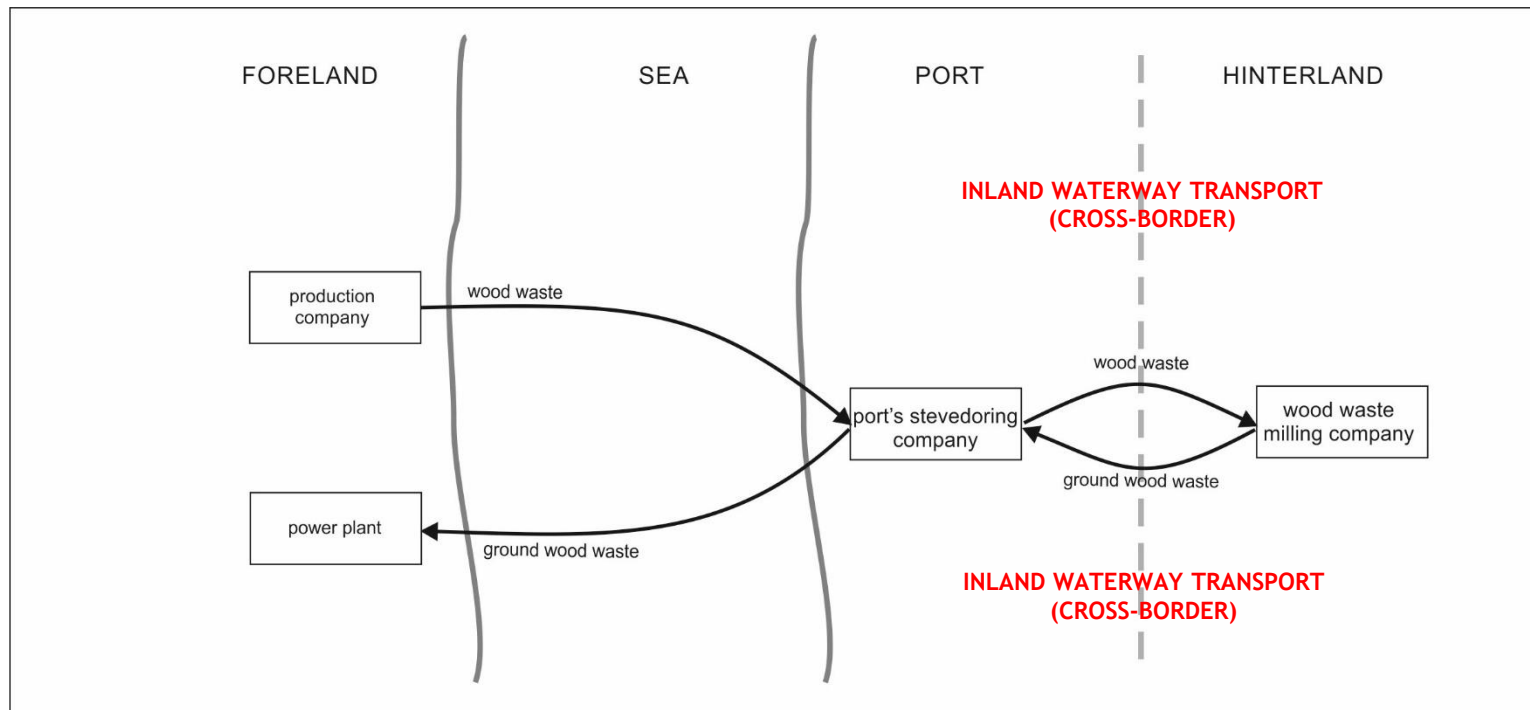 FORELAND
SEA
PORT
HINTERLAND
INLAND WATERWAY TRANSPORT
(CROSS-BORDER)
production
company
wood waste
port's stevedoring
company
wood waste
wood waste
milling company
ground wood waste
power plant
ground wood waste
INLAND WATERWAY TRANSPORT
(CROSS-BORDER)